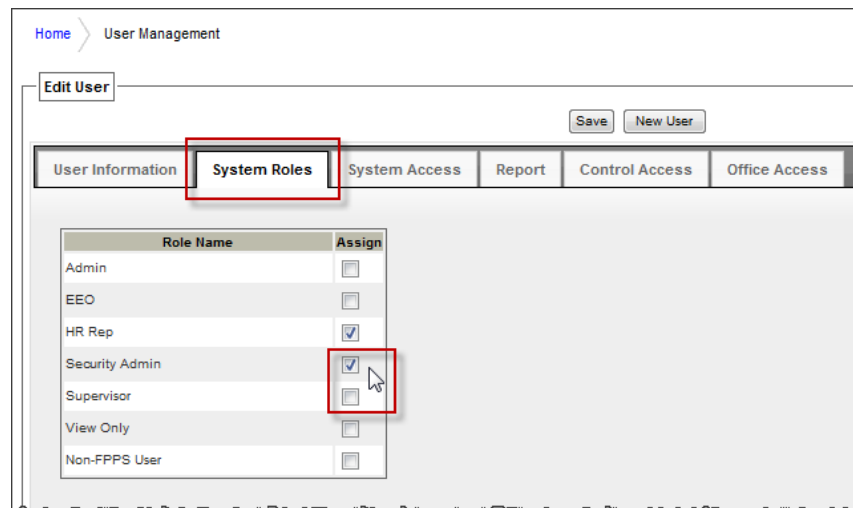 Home User Management
Edit User
Save New User
User Information System Roles System Access Report Control Access Office Access
Role Name Assign
Admin
EEO
HR Rep
Security Admin
Supervisor
View Only
Non-FPPS User